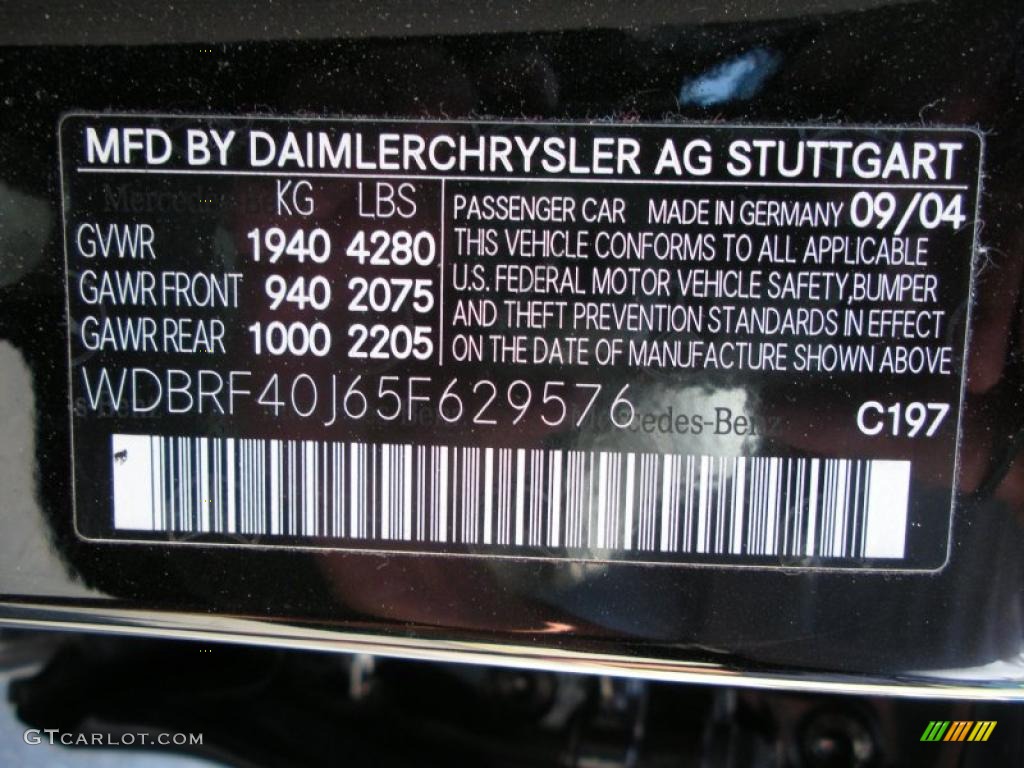 MFD BY DAIMLERCHRYSLER AG STUTTGART
KG LBS
GVWR 1940 4280
GAWR FRONT 940 2075
GAWR REAR 1000 2205
PASSENGER CAR MADE IN GERMANY 09/04
THIS VEHICLE CONFORMS TO ALL APPLICABLE
U.S. FEDERAL MOTOR VEHICLE SAFETY,BUMPER
AND THEFT PREVENTION STANDARDS IN EFFECT
ON THE DATE OF MANUFACTURE SHOWN ABOVE
WDBRF40J65F629576
Mercedes-Benz
C197
GTCARLOT.COM